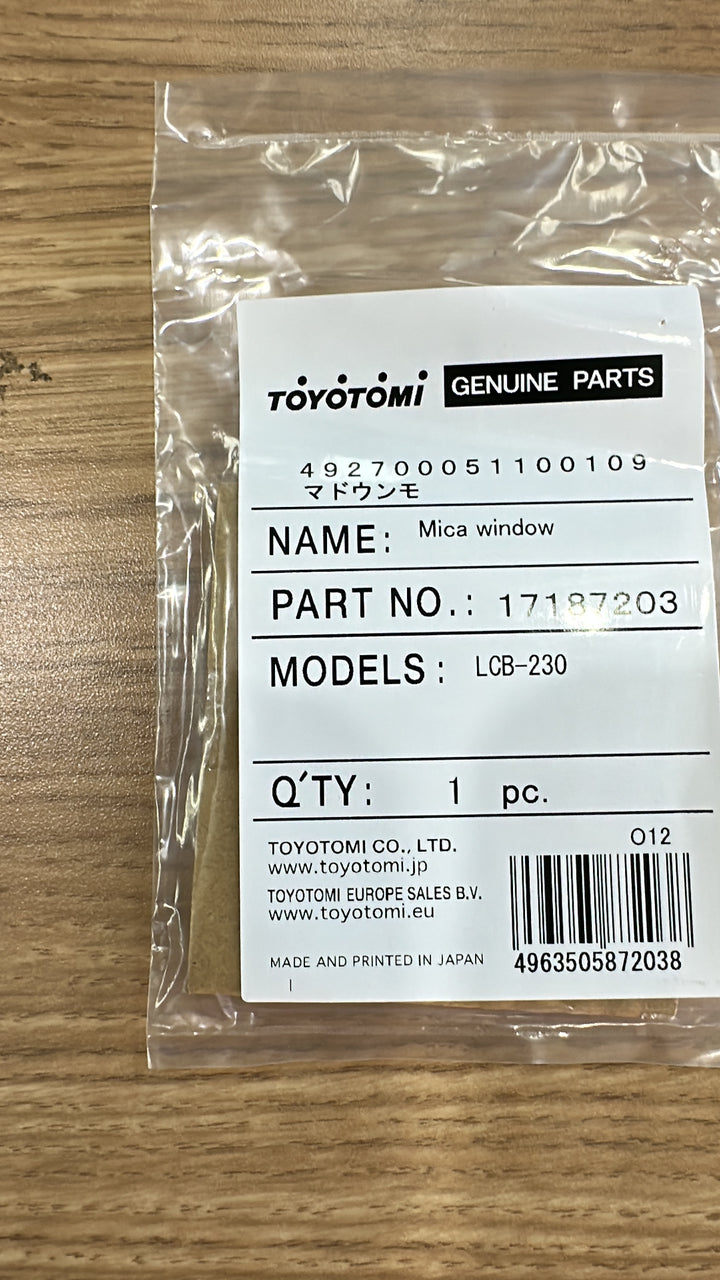 TOYOTOMI GENUINE PARTS
492700051100109
マドウンモ
NAME: Mica window
PART NO.: 17187203
MODELS: LCB-230
Q'TY: 1 pc.
TOYOTOMI CO., LTD.
www.toyotomi.jp
TOYOTOMI EUROPE SALES B.V.
www.toyotomi.eu
MADE AND PRINTED IN JAPAN
O12
4963505872038